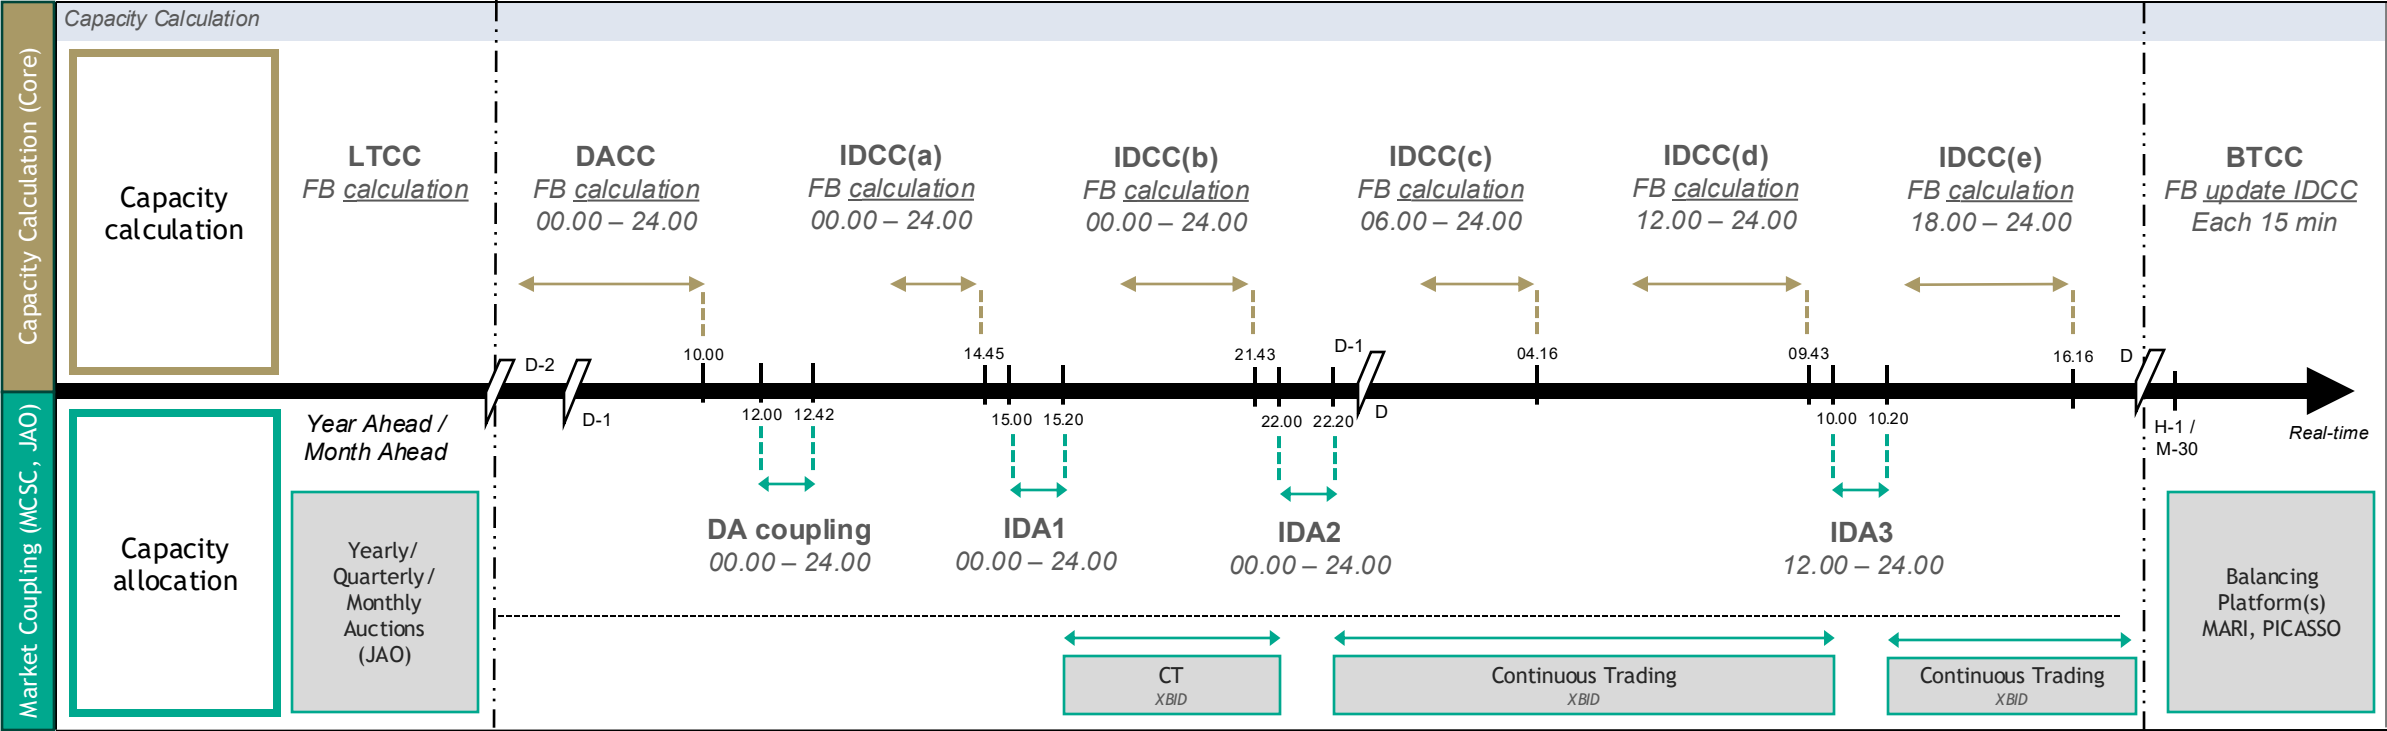 Capacity Calculation
Capacity Calculation (Core)
Market Coupling (MCSC, JAO)
Capacity
calculation
LTCC
FB calculation
DACC
FB calculation
00.00 – 24.00
IDCC(a)
FB calculation
00.00 – 24.00
IDCC(b)
FB calculation
00.00 – 24.00
IDCC(c)
FB calculation
06.00 – 24.00
IDCC(d)
FB calculation
12.00 – 24.00
IDCC(e)
FB calculation
18.00 – 24.00
BTCC
FB update IDCC
Each 15 min
D-2
10.00
14.45
21.43
D-1
04.16
09.43
16.16
D
Year Ahead /
Month Ahead
D-1
12.00
12.42
15.00
15.20
22.00
22.20
D
10.00
10.20
H-1 /
M-30
Real-time
Capacity
allocation
Yearly/
Quarterly/
Monthly
Auctions
(JAO)
DA coupling
00.00 – 24.00
IDA1
00.00 – 24.00
IDA2
00.00 – 24.00
IDA3
12.00 – 24.00
Balancing
Platform(s)
MARI, PICASSO
CT
XBID
Continuous Trading
XBID
Continuous Trading
XBID